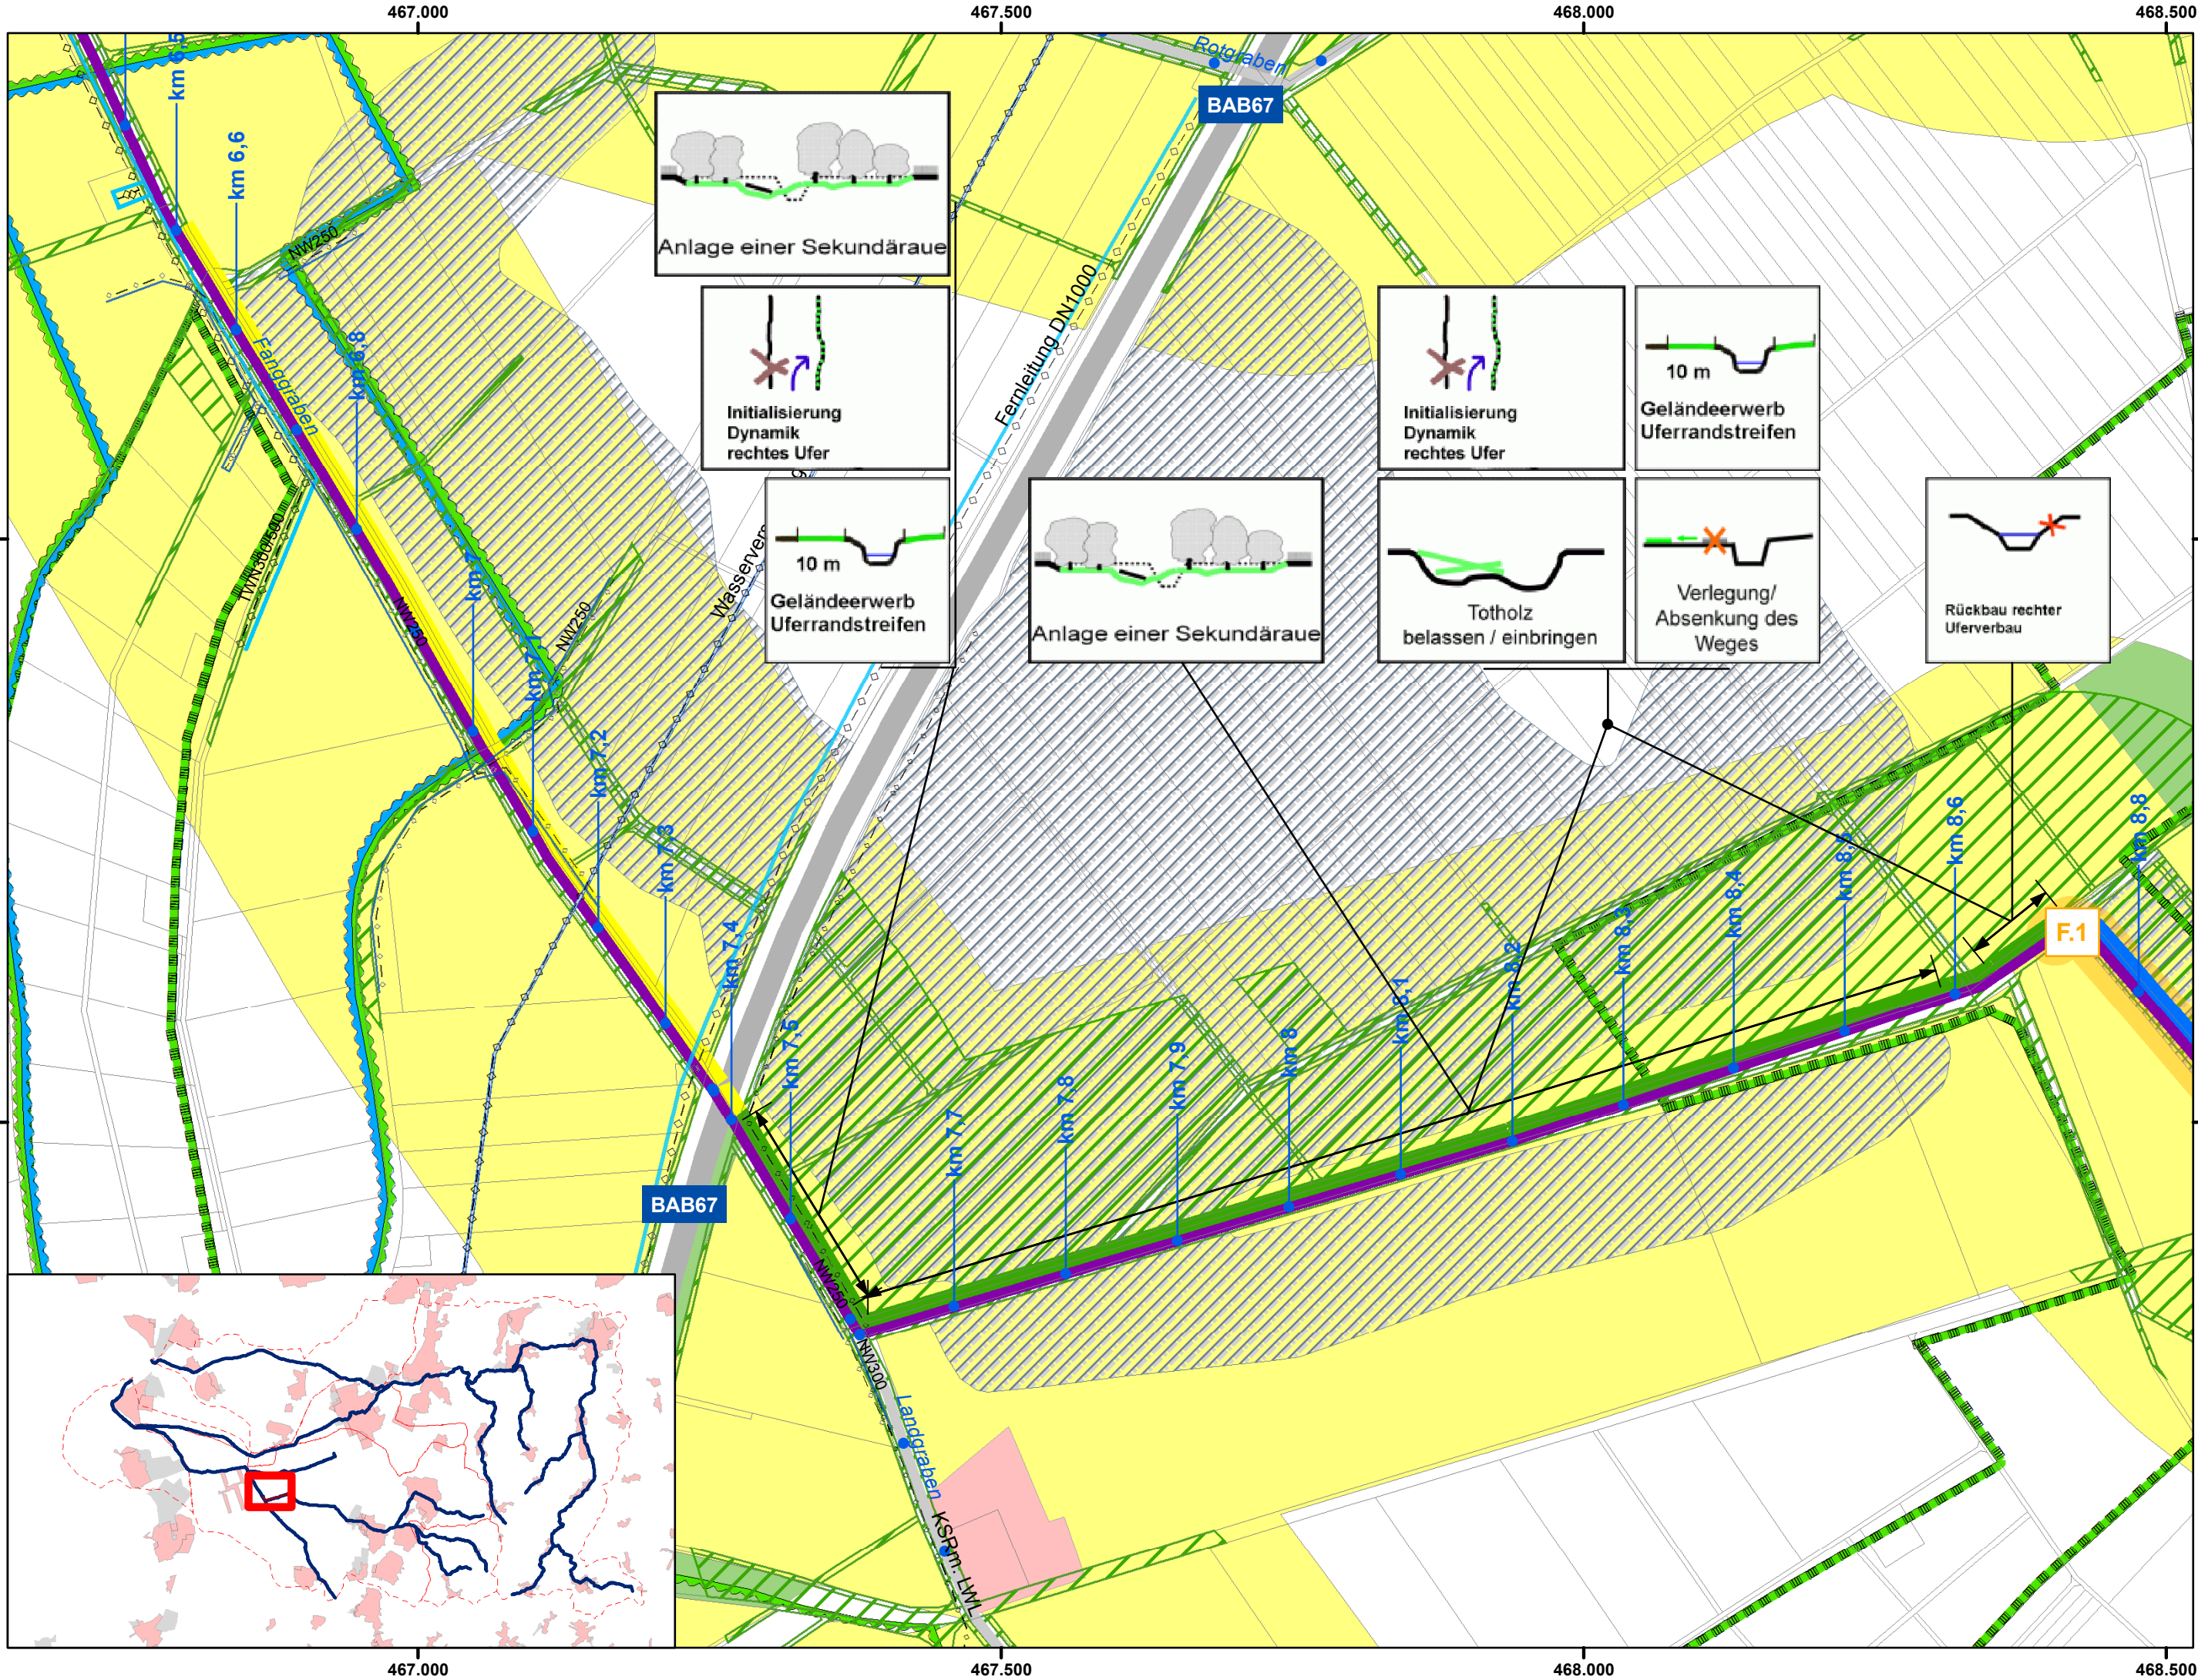 467.000
467.500
468.000
468.500
km 6,5
km 6,6
km 6,8
km 7
km 7,1
km 7,2
km 7,3
km 7,4
km 7,5
km 7,7
km 7,8
km 7,9
km 8
km 8,1
km 8,2
km 8,3
km 8,4
km 8,5
km 8,6
km 8,8
Rotgraben
BAB67
Anlage einer Sekundäraue
NW250
Fanggraben
Initialisierung
Dynamik
rechtes Ufer
Fernleitung DN1000
Initialisierung
Dynamik
rechtes Ufer
10 m
Geländeerwerb
Uferrandstreifen
TWN300/500
NW250
NW250
Wasservers
10 m
Geländeerwerb
Uferrandstreifen
Anlage einer Sekundäraue
Totholz
belassen / einbringen
Verlegung/
Absenkung des
Weges
Rückbau rechter
Uferverbau
F.1
BAB67
NW250
NW300
Landgraben
KSRm. LWL
467.000
467.500
468.000
468.500